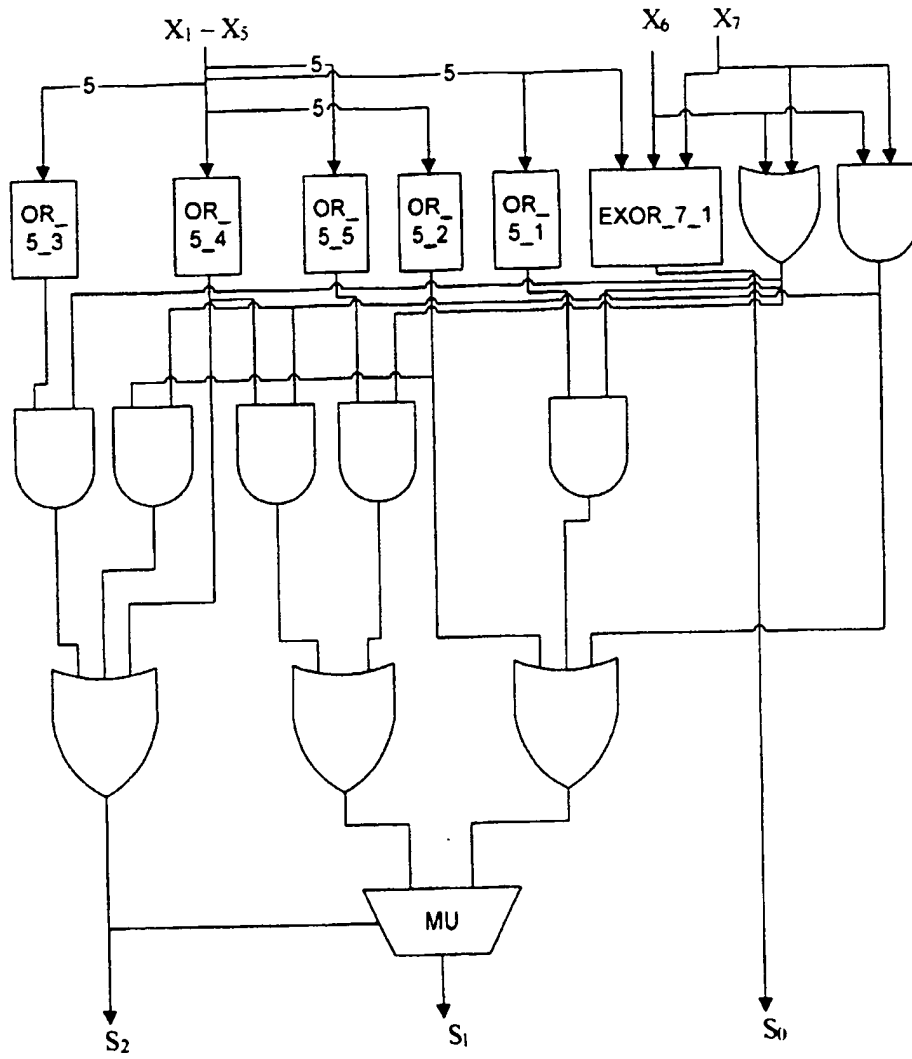 X₁ – X₅
X₆
X₇
5
5
5
5
OR_
5_3
OR_
5_4
OR_
5_5
OR_
5_2
OR_
5_1
EXOR_7_1
MU
S₂
S₁
S₀